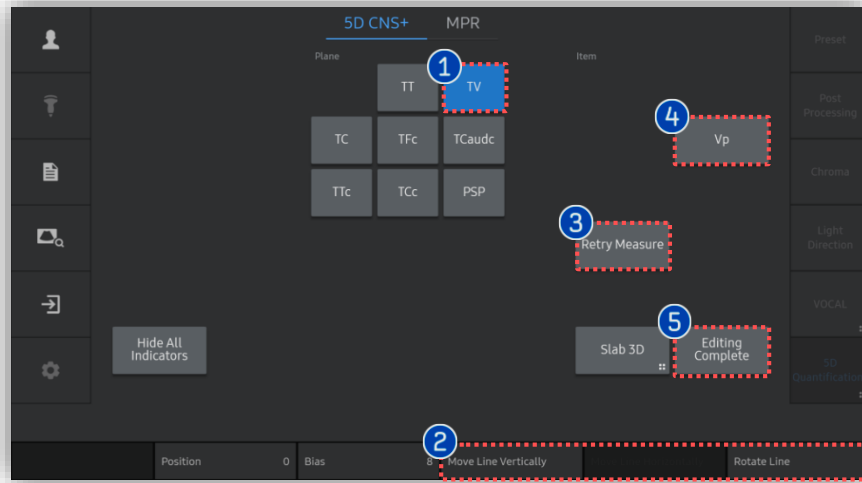 5D CNS+ MPR
Preset
Plane
Item
1
TT TV
Post
Processing
4
Vp
TC TFc TCaudc
Chroma
TTc TCc PSP
3
Retry Measure
Light
Direction
VOCAL
5
Hide All
Indicators
Slab 3D
Editing
Complete
5D
Quantification
2
Position 0 Bias 8 Move Line Vertically
Rotate Line